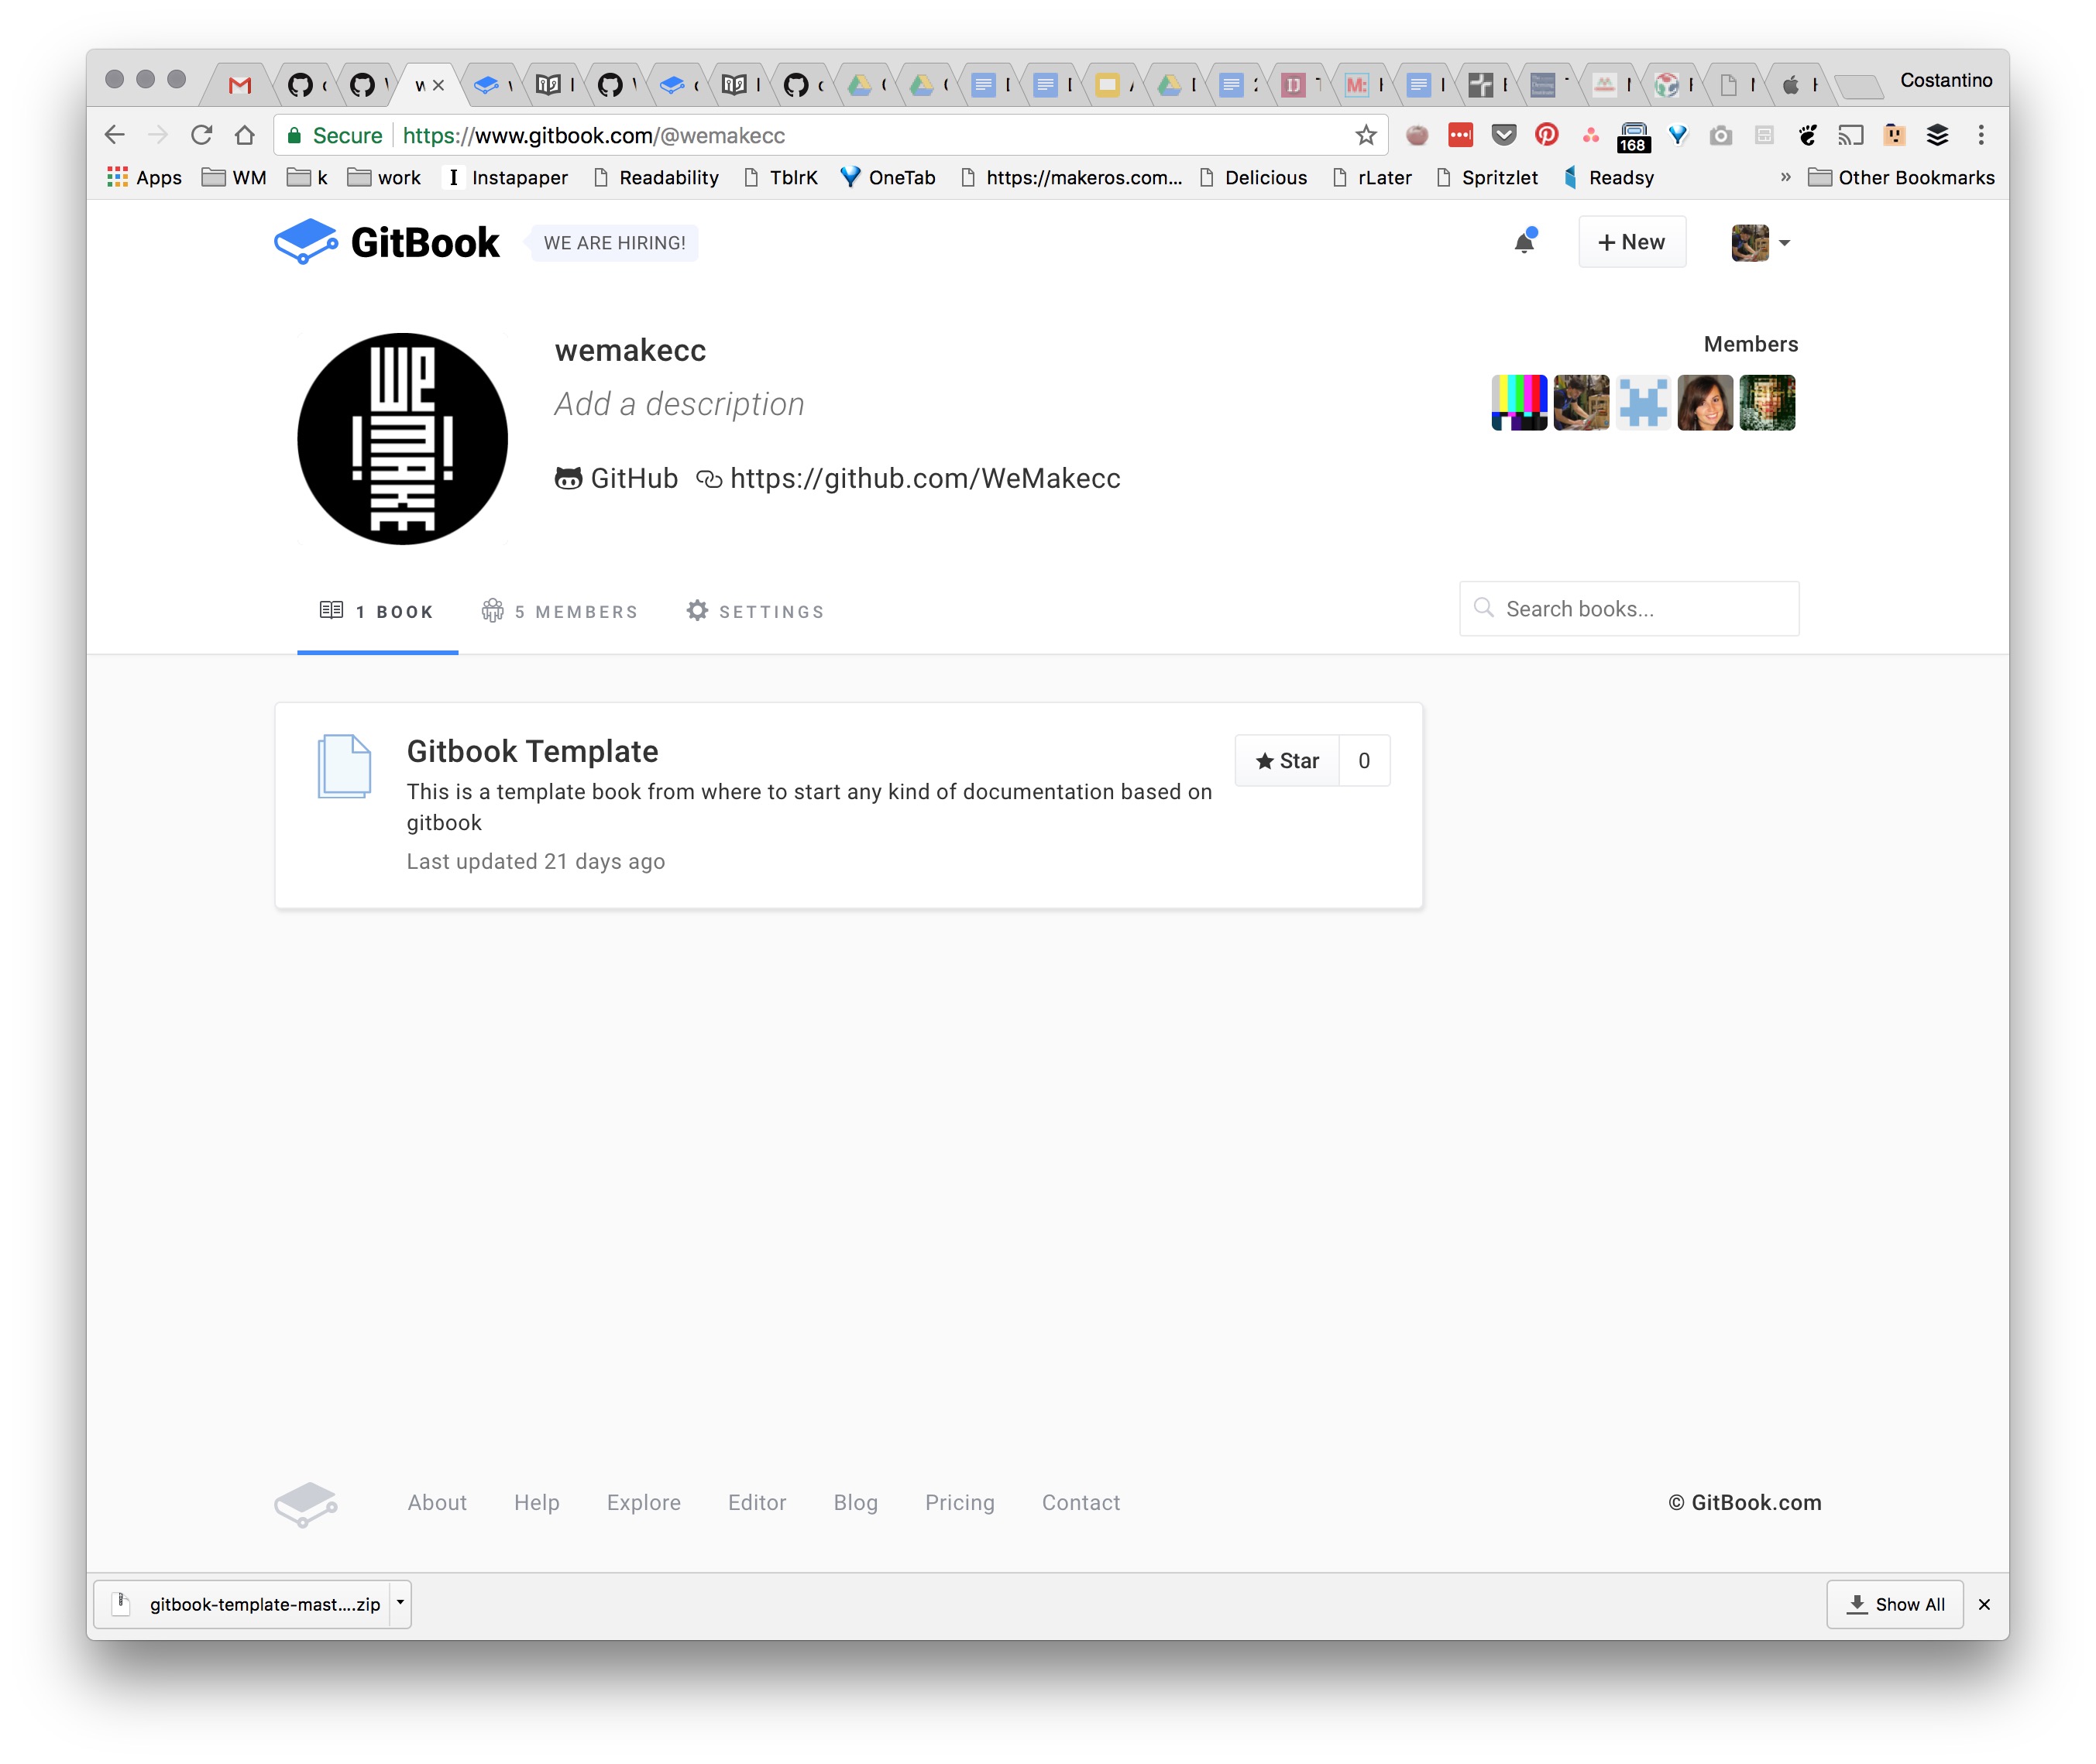 Costantino
Secure https://www.gitbook.com/@wemakecc
168
Apps WM k work Instapaper Readability TblrK OneTab https://makeros.com... Delicious rLater Spritzlet Readsy » Other Bookmarks
GitBook WE ARE HIRING! + New
WEMAKE
wemakecc
Add a description
GitHub https://github.com/WeMakecc
Members
1 BOOK 5 MEMBERS SETTINGS
Search books...
Gitbook Template
This is a template book from where to start any kind of documentation based on
gitbook
Last updated 21 days ago
Star 0
About Help Explore Editor Blog Pricing Contact © GitBook.com
gitbook-template-mast....zip Show All